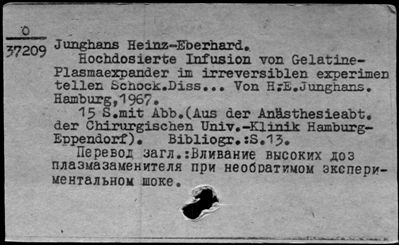 О
37209
Junghans Heinz-Eberhard.
Hochdosierte Infusion von Gelatine-
Plasmaexpander im irreversiblen experimen
tellen Schock.Diss... Von H.E.Junghans.
Hamburg,1967.
15 S.mit Abb.(Aus der Anästhesieabt.
der Chirurgischen Univ.-Klinik Hamburg-
Eppendorf). Bibliogr.:S.13.
Перевод загл.:Вливание высоких доз
плазмазаменителя при необратимом экспери-
ментальном шоке.